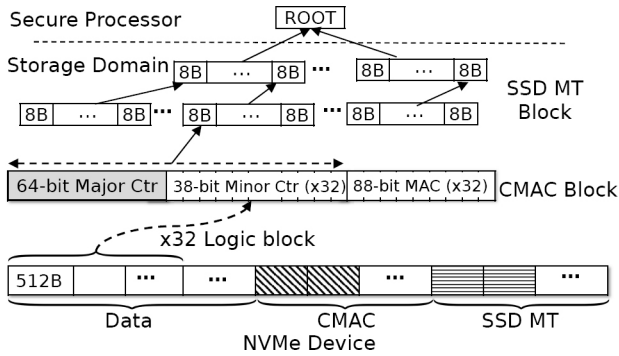 Secure Processor
ROOT
Storage Domain
8B ... 8B ... 8B ... 8B
8B ... 8B ... 8B ... 8B ... 8B ... 8B
SSD MT
Block
64-bit Major Ctr 38-bit Minor Ctr (x32) 88-bit MAC (x32) CMAC Block
x32 Logic block
512B ... ... ... ...
Data CMAC SSD MT
NVMe Device